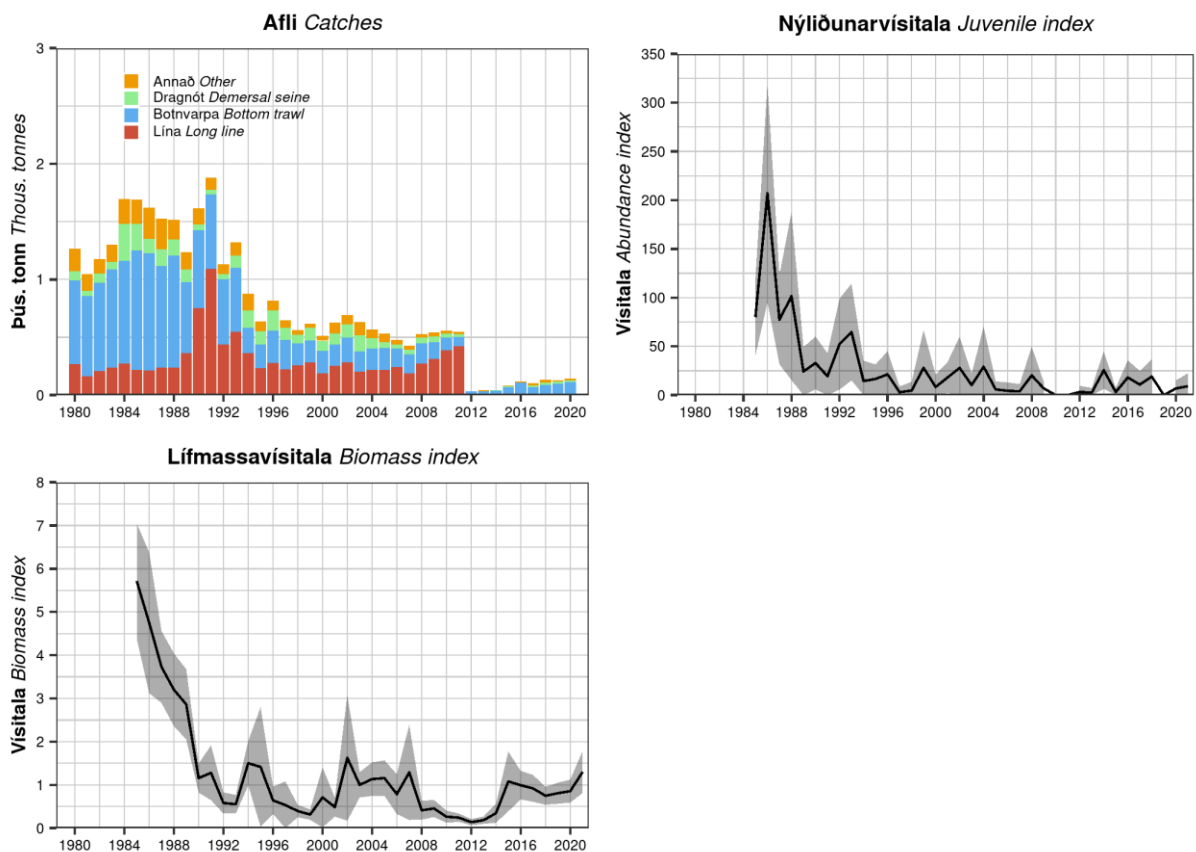 Afli Catches
Þús. tonn Thous. tonnes
3
2
1
0
Annað Other
Dragnót Demersal seine
Botnvarpa Bottom trawl
Lína Long line
1980 1984 1988 1992 1996 2000 2004 2008 2012 2016 2020
Nýliðunarvísitala Juvenile index
Vísitala Abundance index
350
300
250
200
150
100
50
0
1980 1984 1988 1992 1996 2000 2004 2008 2012 2016 2020
Lífmassavísitala Biomass index
Vísitala Biomass index
8
7
6
5
4
3
2
1
0
1980 1984 1988 1992 1996 2000 2004 2008 2012 2016 2020